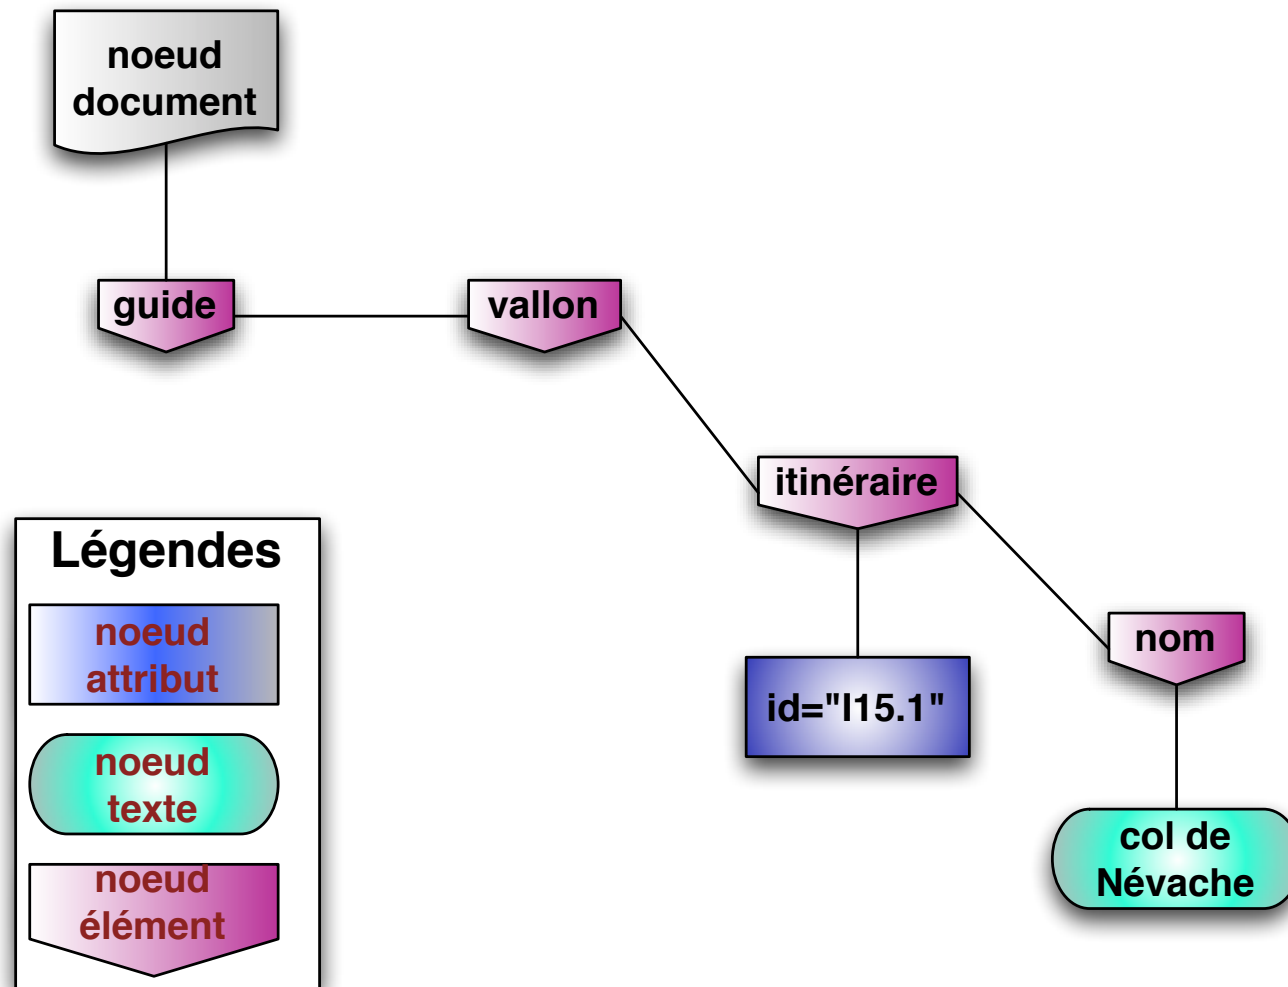 noeud
document
guide
vallon
itinéraire
Légendes
noeud
attribut
nom
id="I15.1"
noeud
texte
col de
Névache
noeud
élément